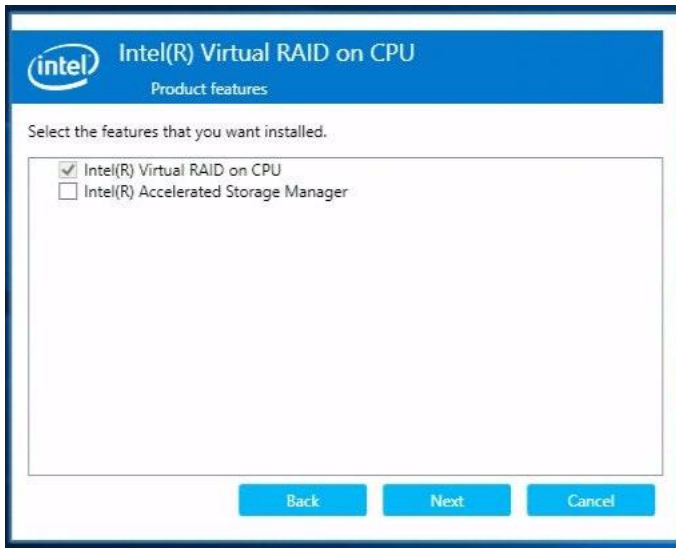 intel
Intel(R) Virtual RAID on CPU
Product features
Select the features that you want installed.
Intel(R) Virtual RAID on CPU
Intel(R) Accelerated Storage Manager
Back Next Cancel